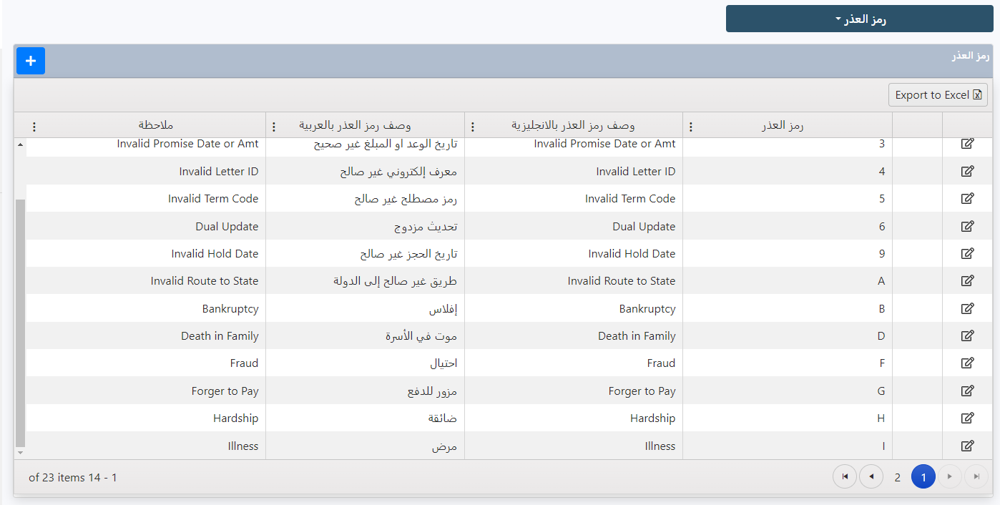 رمز العذر
رمز العذر
Export to Excel
رمز العذر وصف رمز العذر بالانجليزية وصف رمز العذر بالعربية ملاحظة
3 Invalid Promise Date or Amt تاريخ الوعد او المبلغ غير صحيح Invalid Promise Date or Amt
4 Invalid Letter ID معرف إلكتروني غير صالح Invalid Letter ID
5 Invalid Term Code رمز مصطلح غير صالح Invalid Term Code
6 Dual Update تحديث مزدوج Dual Update
9 Invalid Hold Date تاريخ الحجز غير صالح Invalid Hold Date
A Invalid Route to State طريق غير صالح إلى الدولة Invalid Route to State
B Bankruptcy إفلاس Bankruptcy
D Death in Family موت في الأسرة Death in Family
F Fraud احتيال Fraud
G Forger to Pay مزور للدفع Forger to Pay
H Hardship ضائقة Hardship
I Illness مرض Illness
1 2 of 23 items 14 - 1